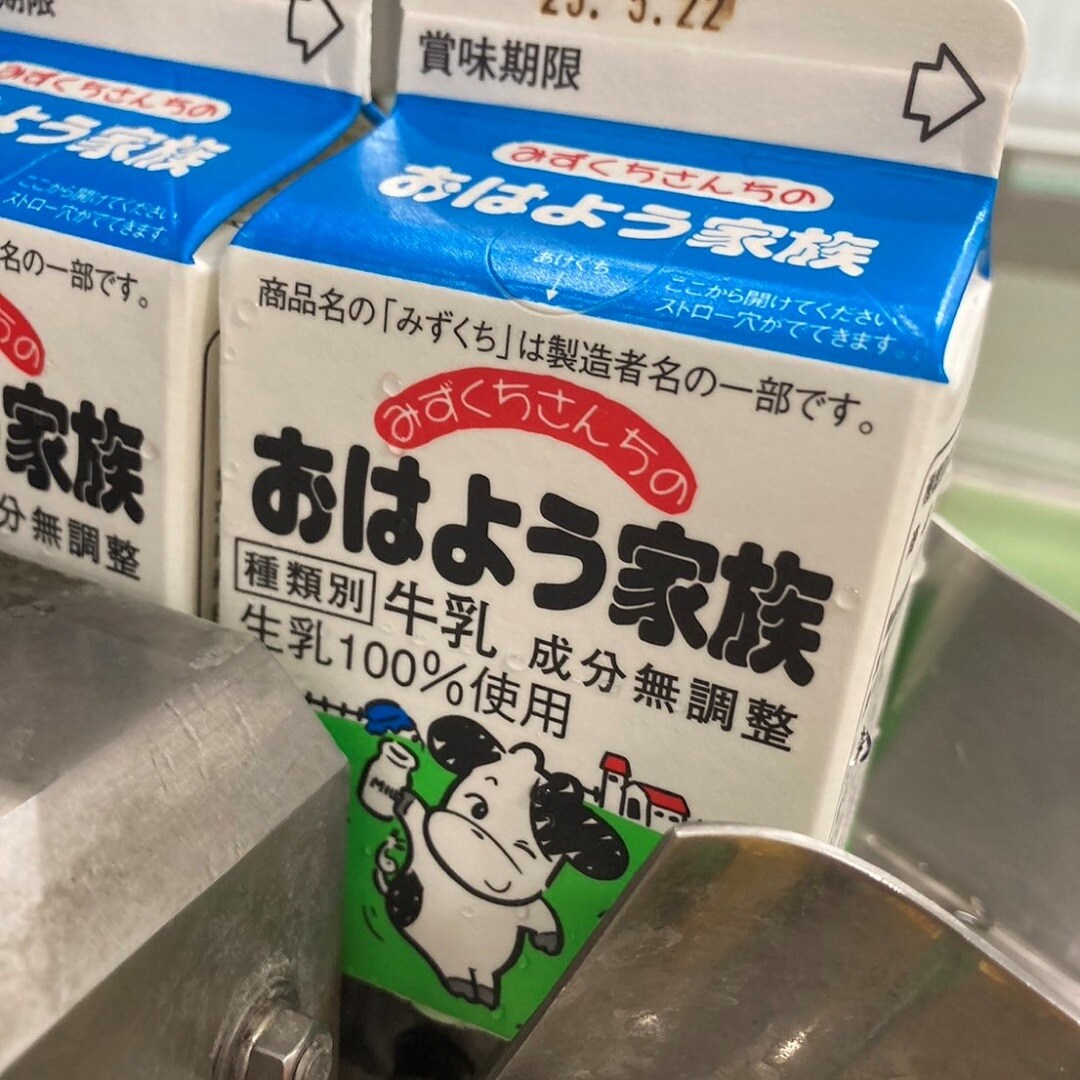 期限
みずくちさんちの
よう家族
ここから開けてください
ストロー穴がでてきます
名の一部です。
ちの
家族
分無調整
25. 5.22
賞味期限
みずくちさんちの
おはよう家族
あけくち
ここから開けてください
ストロー穴がでてきます
商品名の「みずくち」は製造者名の一部です。
みずくちさんちの
おはよう家族
種類別 牛乳 成分無調整
生乳100%使用
MILK